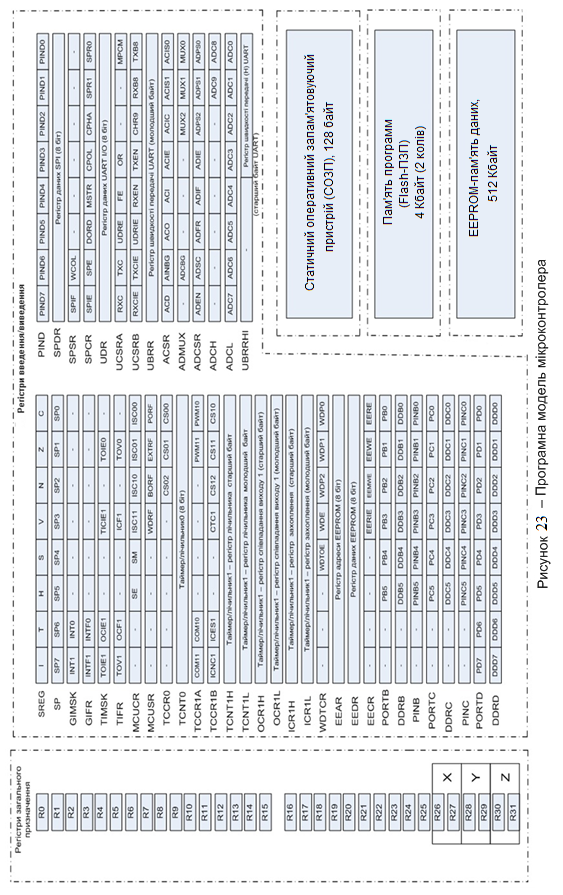 Регістри введення/виведення
Регістри загального
призначення
R0
R1
R2
R3
R4
R5
R6
R7
R8
R9
R10
R11
R12
R13
R14
R15
R16
R17
R18
R19
R20
R21
R22
R23
R24
R25
R26
R27
X
R28
R29
Y
R30
R31
Z
SREG I T H S V N Z C
SP SP7 SP6 SP5 SP4 SP3 SP2 SP1 SP0
GIMSK INT1 INT0 - - - - - -
GIFR INTF1 INTF0 - - - - - -
TIMSK TOIE1 OCIE1 - - TICIE1 - TOIE0 -
TIFR TOV1 OCF1 - - ICF1 - TOV0 -
MCUCR - - SE SM ISC11 ISC10 ISC01 ISC00
MCUSR - - - - WDRF BORF EXTRF PORF
TCCR0 - - - - - CS02 CS01 CS00
TCNT0 Таймер/лічильник0 (8 біт)
TCCR1A COM11 COM10 - - - - PWM11 PWM10
TCCR1B ICNC1 ICES1 - - CTC1 CS12 CS11 CS10
TCNT1H Таймер/лічильник1 – регістр лічильника старший байт
TCNT1L Таймер/лічильник1 – регістр лічильника молодший байт
OCR1H Таймер/лічильник1 – регістр співпадання виходу 1 (старший байт)
OCR1L Таймер/лічильник1 – регістр співпадання виходу 1 (молодший байт)
ICR1H Таймер/лічильник1 – регістр захоплення (старший байт)
ICR1L Таймер/лічильник1 – регістр захоплення (молодший байт)
WDTCR - - - WDTDE WDE WDP2 WDP1 WDP0
EEAR Регістр адреси EEPROM (8 біт)
EEDR Регістр даних EEPROM (8 біт)
EECR - - - - EERIE EEMWE EEWE EERE
PORTB - - PB5 PB4 PB3 PB2 PB1 PB0
DDRB - - DDB5 DDB4 DDB3 DDB2 DDB1 DDB0
PINB - - PINB5 PINB4 PINB3 PINB2 PINB1 PINB0
PORTC - - PC5 PC4 PC3 PC2 PC1 PC0
DDRC - - DDC5 DDC4 DDC3 DDC2 DDC1 DDC0
PINC - - PINC5 PINC4 PINC3 PINC2 PINC1 PINC0
PORTD PD7 PD6 PD5 PD4 PD3 PD2 PD1 PD0
DDRD DDD7 DDD6 DDD5 DDD4 DDD3 DDD2 DDD1 DDD0
PIND PIND7 PIND6 PIND5 PIND4 PIND3 PIND2 PIND1 PIND0
SPDR Регістр даних SPI (8 біт)
SPSR SPIF WCOL - - - - - -
SPCR SPIE SPE DORD MSTR CPOL CPHA SPR1 SPR0
UDR Регістр даних UART I/O (8 біт)
UCSRA RXC TXC UDRE FE OR - - MPCM
UCSRB RXCIE TXCIE UDRIE RXEN TXEN CHR9 RXB8 TXB8
UBRR Регістр швидкості передачі UART (молодший байт)
ACSR ACD AINBG ACO ACI ACIE ACIC ACIS1 ACIS0
ADMUX - ADCBG - - - MUX2 MUX1 MUX0
ADCSR ADEN ADSC ADFR ADIF ADIE ADPS2 ADPS1 ADPS0
ADCH - - - - - - ADC9 ADC8
ADCL ADC7 ADC6 ADC5 ADC4 ADC3 ADC2 ADC1 ADC0
UBRRHI - Регістр швидкості передачі (H) UART
(старший байт UART)
Статичний оперативний запам'ятовуючий
пристрій (СОЗП), 128 байт
Пам'ять программ
(Flash-ПЗП)
4 Кбайт (2 колів)
EEPROM-пам'ять даних,
512 Кбайт
Рисунок 23 – Програмна модель мікроконтролера